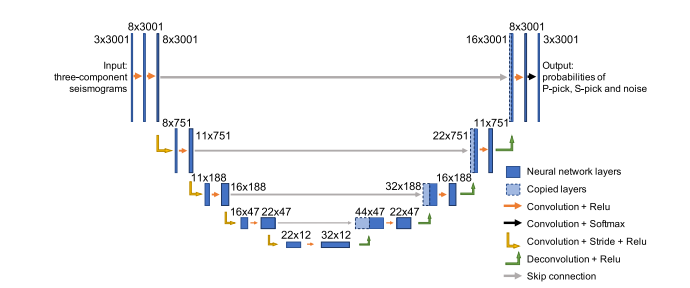 8x3001
3x3001
8x3001
Input:
three-component
seismograms
8x3001
16x3001
3x3001
Output:
probabilities of
P-pick, S-pick and noise
8x751
11x751
22x751
11x751
11x188
16x188
32x188
16x188
16x47
22x47
44x47
22x47
22x12
32x12
Neural network layers
Copied layers
Convolution + Relu
Convolution + Softmax
Convolution + Stride + Relu
Deconvolution + Relu
Skip connection